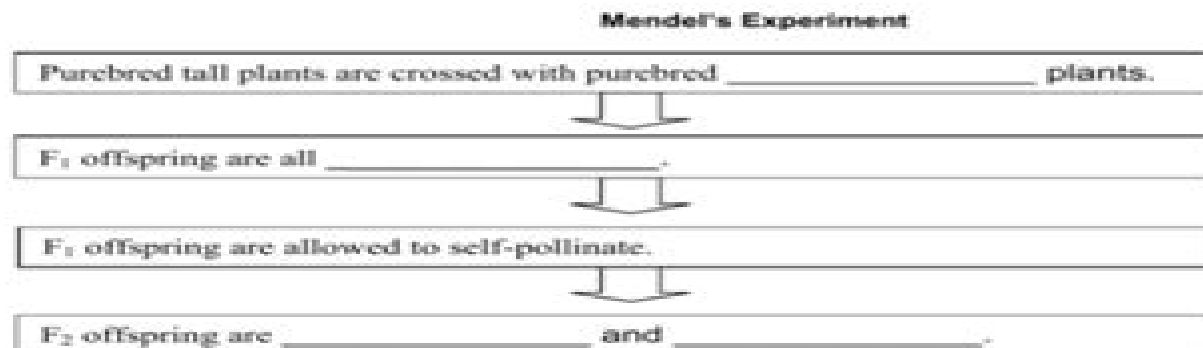 Mendel's Experiment
Purebred tall plants are crossed with purebred ____________________ plants.
F₁ offspring are all ____________________.
F₁ offspring are allowed to self-pollinate.
F₂ offspring are ____________________ and ____________________.